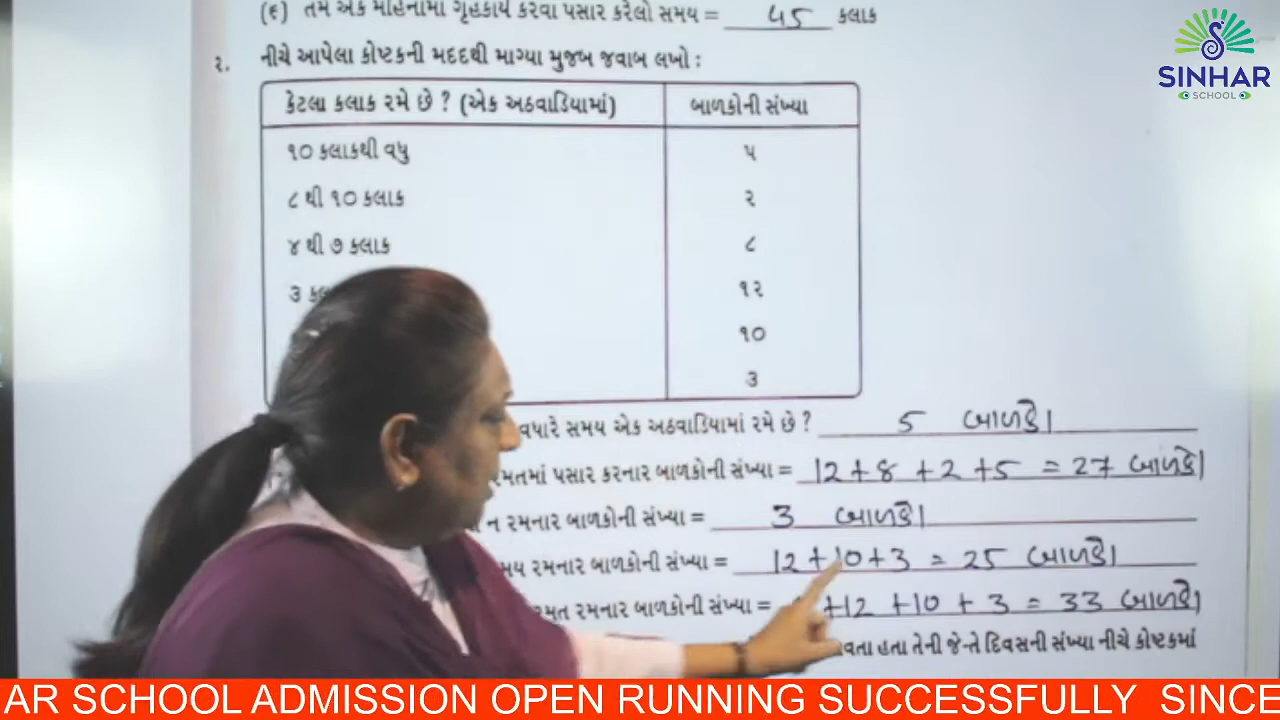 (૯) તમે એક મહિનામાં ગૃહકાર્ય કરવા પસાર કરેલો સમય = 45 કલાક
૨. નીચે આપેલા કોષ્ટકની મદદથી માગ્યા મુજબ જવાબ લખો :
કેટલા કલાક રમે છે ? (એક અઠવાડિયામાં) બાળકોની સંખ્યા
૧૦ કલાકથી વધુ ૫
૮ થી ૧૦ કલાક ૨
૪ થી ૭ કલાક ૮
૩ ૧૨
૧૦
૩
વધારે સમય એક અઠવાડિયામાં રમે છે ? 5 બાળકો
રમતમાં પસાર કરનાર બાળકોની સંખ્યા = 12 + 8 + 2 + 5 = 27 બાળકો
ન રમનાર બાળકોની સંખ્યા = 3 બાળકો
સમય રમનાર બાળકોની સંખ્યા = 12 + 10 + 3 = 25 બાળકો
રમત રમનાર બાળકોની સંખ્યા = +12 +10 + 3 = 33 બાળકો
હતા તેની જે-તે દિવસની સંખ્યા નીચે કોષ્ટકમાં
SINHAR
SCHOOL
AR SCHOOL ADMISSION OPEN RUNNING SUCCESSFULLY SINCE